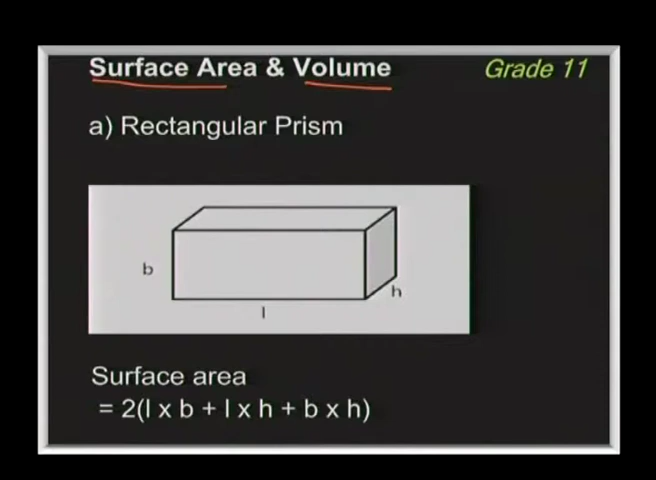 Surface Area & Volume Grade 11
a) Rectangular Prism
b
h
l
Surface area
= 2(l x b + l x h + b x h)